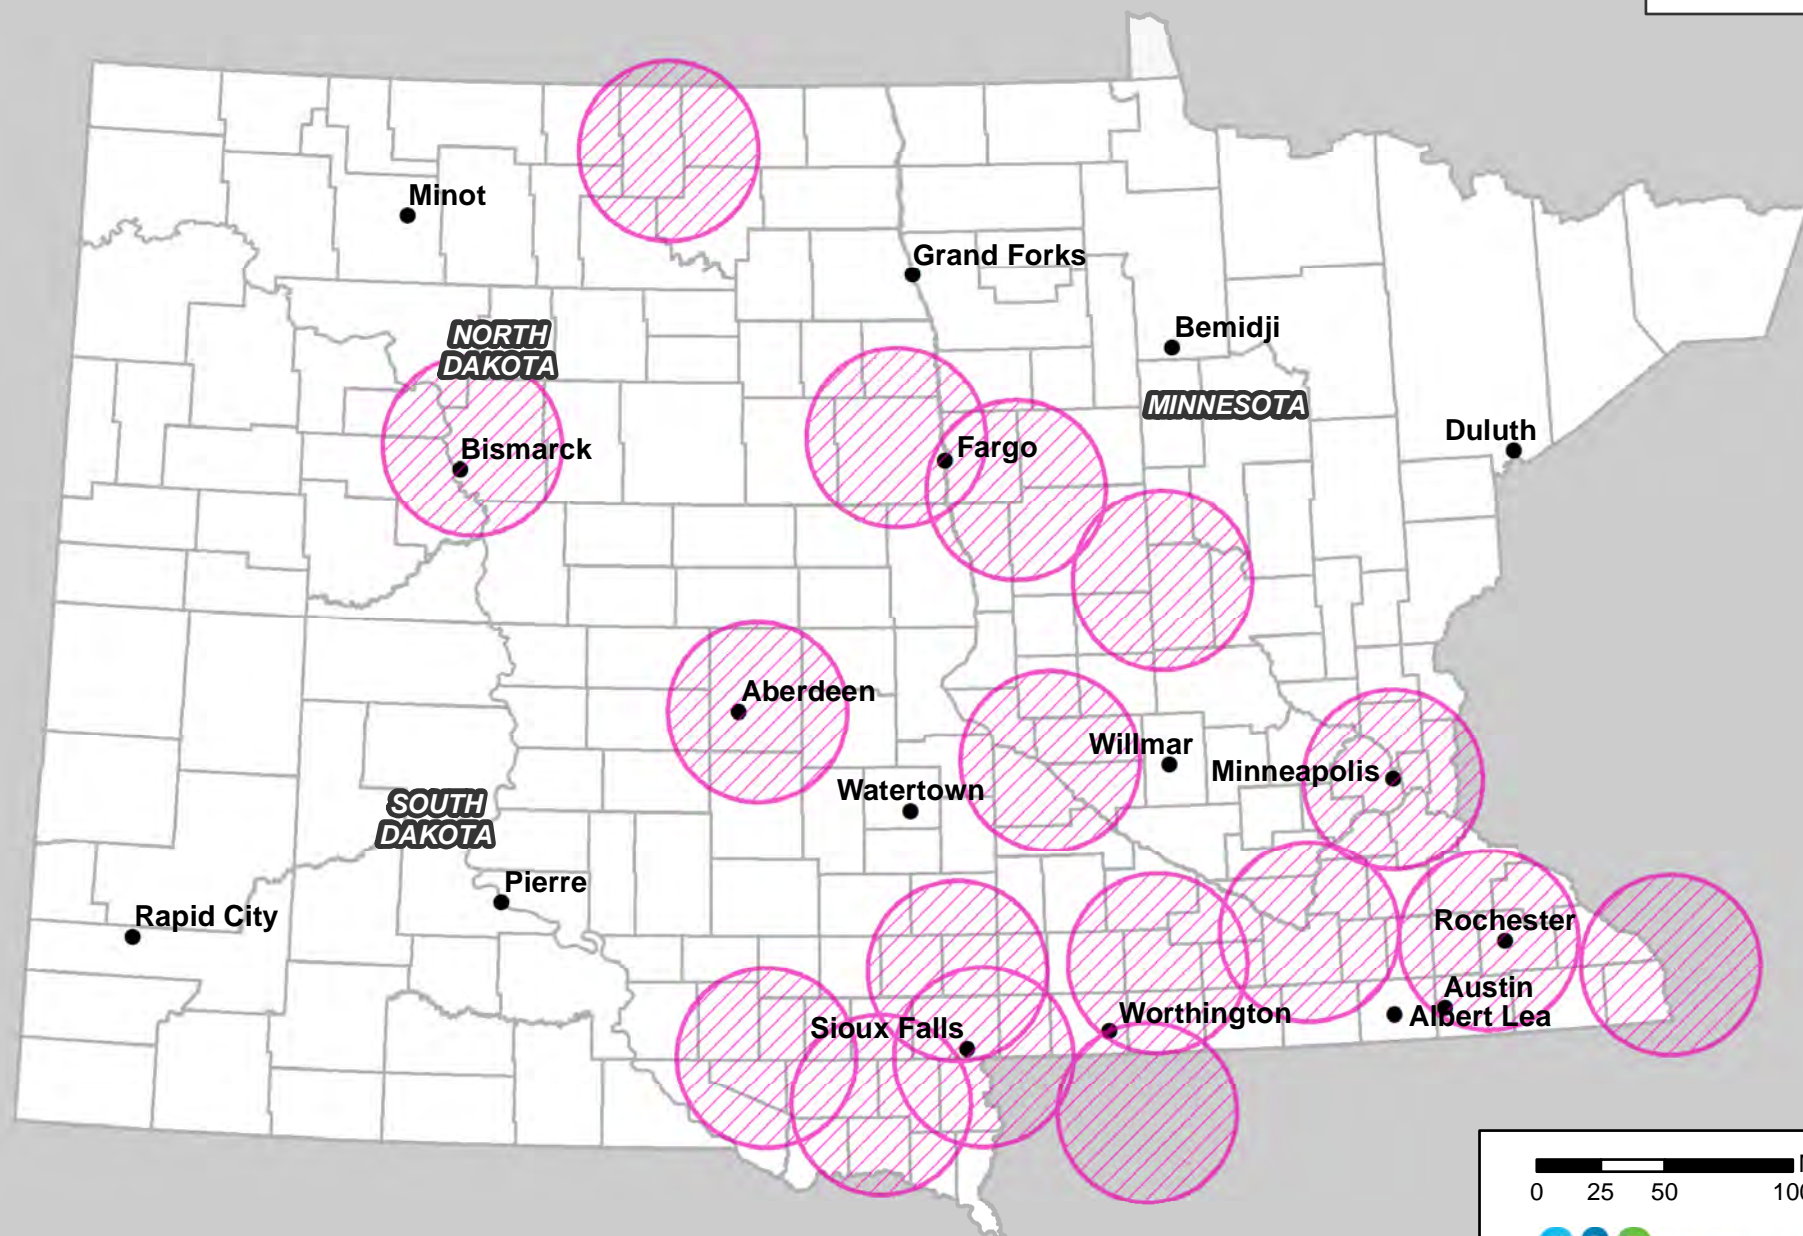 Minot
Grand Forks
NORTH
DAKOTA
Bemidji
MINNESOTA
Duluth
Bismarck
Fargo
Aberdeen
Willmar
Minneapolis
Watertown
SOUTH
DAKOTA
Pierre
Rapid City
Rochester
Austin
Albert Lea
Worthington
Sioux Falls
0 25 50